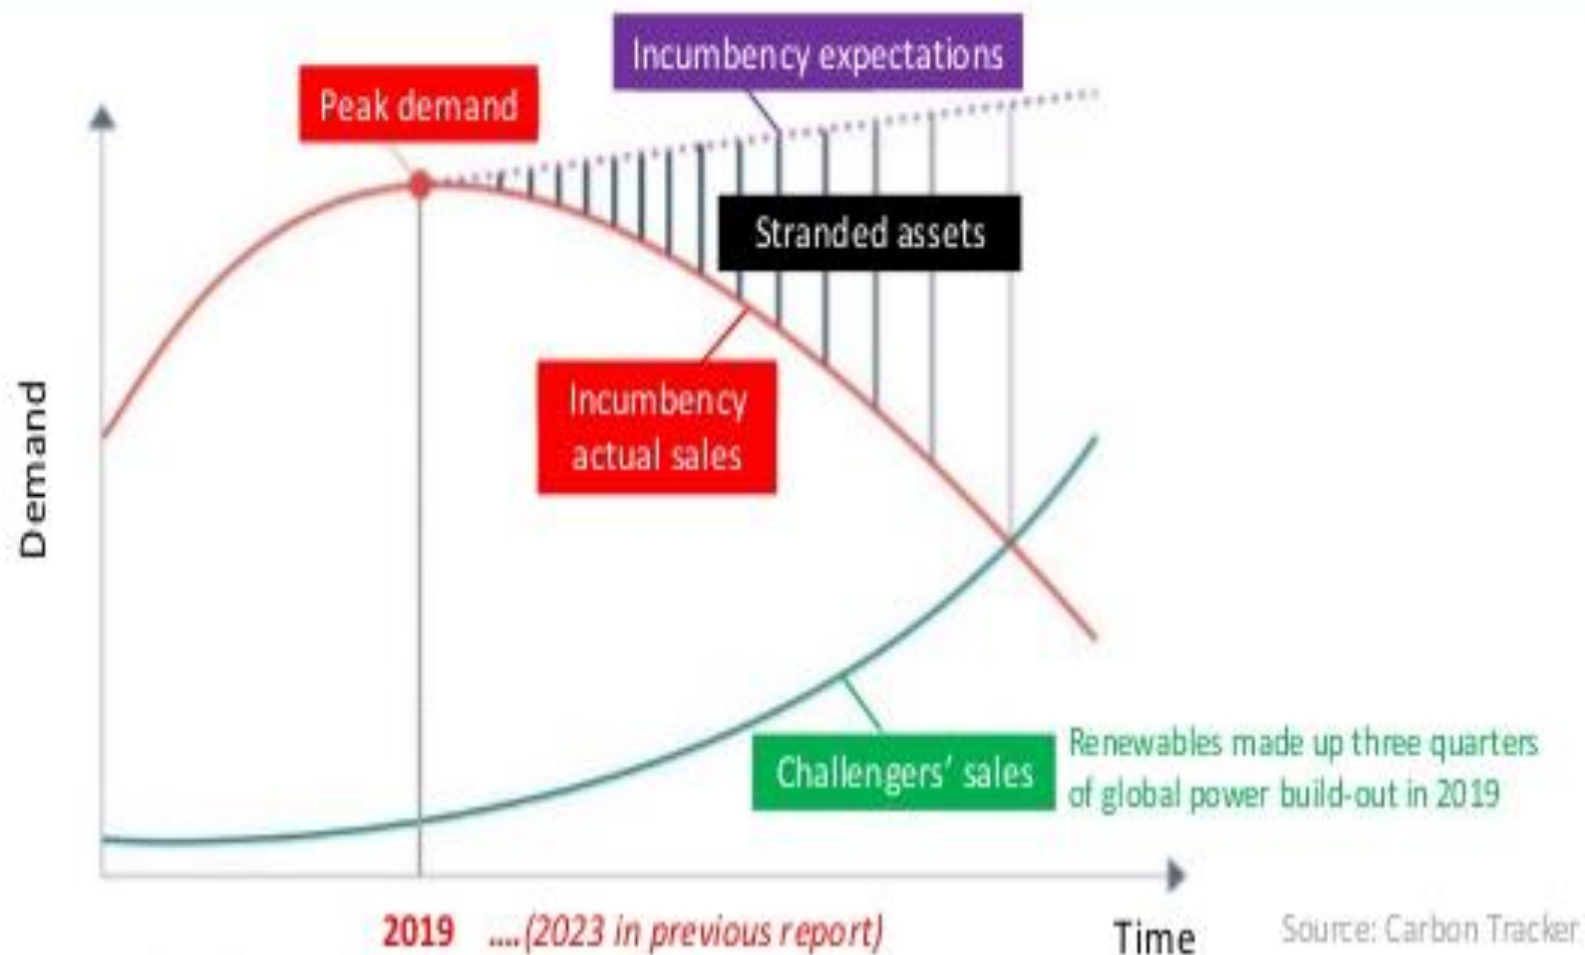 Incumbency expectations
Peak demand
Stranded assets
Incumbency
actual sales
Demand
Challengers' sales
Renewables made up three quarters
of global power build-out in 2019
2019 ....(2023 in previous report)
Time
Source: Carbon Tracker